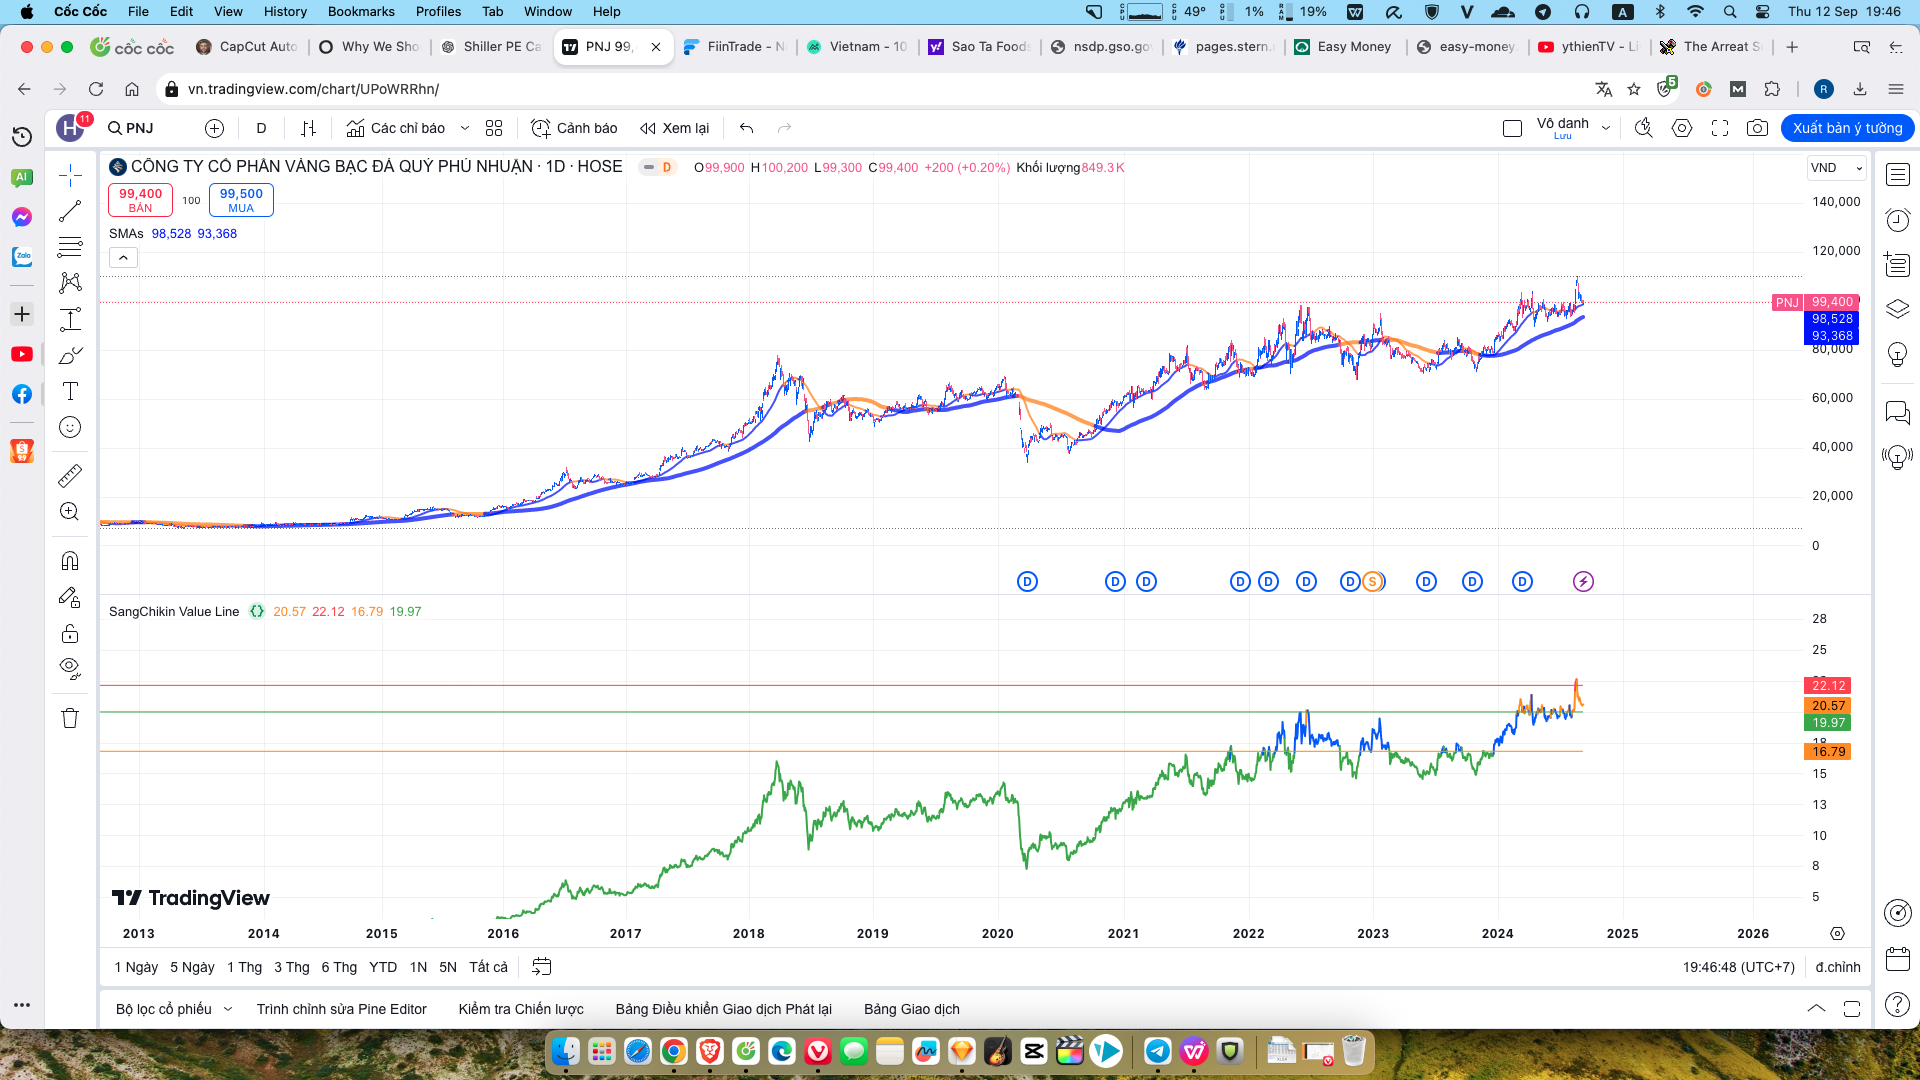 Cốc Cốc File Edit View History Bookmarks Profiles Tab Window Help
CPU CPU 49° GPU 1% RAM 19% A Thu 12 Sep 19:46
cốc cốc CapCut Auto Why We Sho Shiller PE Ca PNJ 99, FiinTrade - N Vietnam - 10 Sao Ta Foods nsdp.gso.gov pages.stern. Easy Money easy-money. ythienTV - Li The Arreat S
vn.tradingview.com/chart/UPoWRRhn/
5 M R
H 11 PNJ D Các chỉ báo Cảnh báo Xem lại Vô danh Lưu Xuất bản ý tưởng
CÔNG TY CỔ PHẦN VÀNG BẠC ĐÁ QUÝ PHÚ NHUẬN · 1D · HOSE D O99,900 H100,200 L99,300 C99,400 +200 (+0.20%) Khối lượng849.3K
VND
99,400 BÁN 100 99,500 MUA
SMAs 98,528 93,368
140,000
120,000
PNJ 99,400
98,528
93,368
80,000
60,000
40,000
20,000
0
D D D D D D D S D D D
SangChikin Value Line {} 20.57 22.12 16.79 19.97
28
25
22.12
20.57
19.97
18
16.79
15
13
10
8
5
TradingView
2013 2014 2015 2016 2017 2018 2019 2020 2021 2022 2023 2024 2025 2026
1 Ngày 5 Ngày 1 Thg 3 Thg 6 Thg YTD 1N 5N Tất cả 19:46:48 (UTC+7) đ.chỉnh
Bộ lọc cổ phiếu Trình chỉnh sửa Pine Editor Kiểm tra Chiến lược Bảng Điều khiển Giao dịch Phát lại Bảng Giao dịch
AI
Zalo